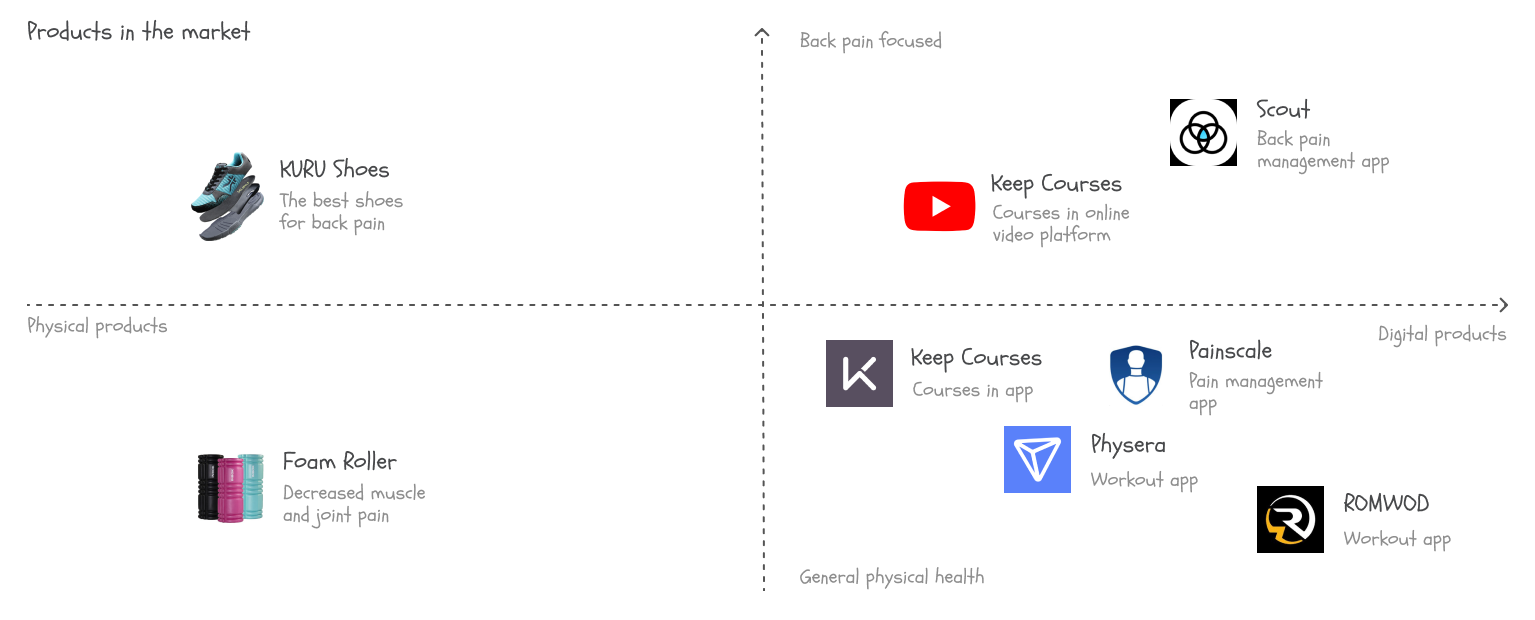 Products in the market
Back pain focused
Scout
Back pain
management app
KURU Shoes
The best shoes
for back pain
Keep Courses
Courses in online
video platform
Physical products
Digital products
Keep Courses
Courses in app
Painscale
Pain management
app
Physera
Workout app
Foam Roller
Decreased muscle
and joint pain
ROMWOD
Workout app
General physical health